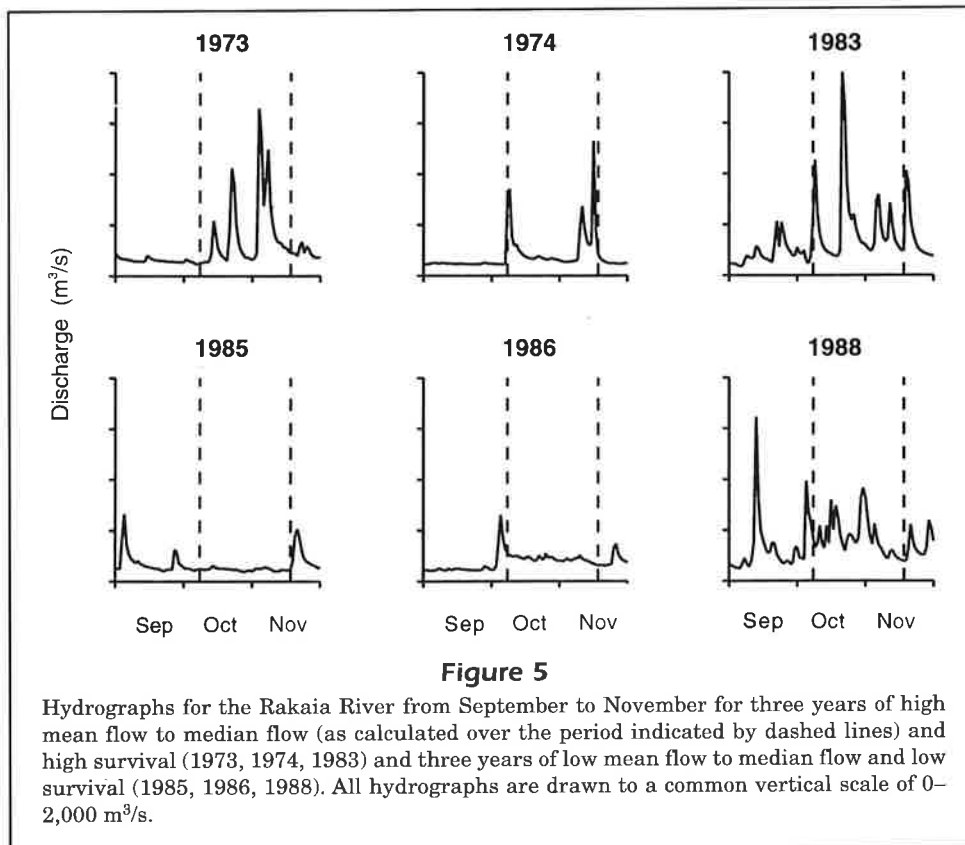 1973 1974 1983
Discharge (m³/s)
1985 1986 1988
Sep Oct Nov Sep Oct Nov Sep Oct Nov
Figure 5
Hydrographs for the Rakaia River from September to November for three years of high
mean flow to median flow (as calculated over the period indicated by dashed lines) and
high survival (1973, 1974, 1983) and three years of low mean flow to median flow and low
survival (1985, 1986, 1988). All hydrographs are drawn to a common vertical scale of 0–
2,000 m³/s.